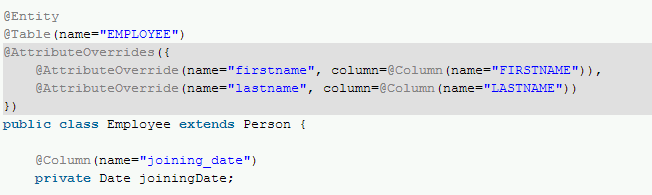 @Entity
@Table(name="EMPLOYEE")
@AttributeOverrides({
    @AttributeOverride(name="firstname", column=@Column(name="FIRSTNAME")),
    @AttributeOverride(name="lastname", column=@Column(name="LASTNAME"))
})
public class Employee extends Person {

    @Column(name="joining_date")
    private Date joiningDate;